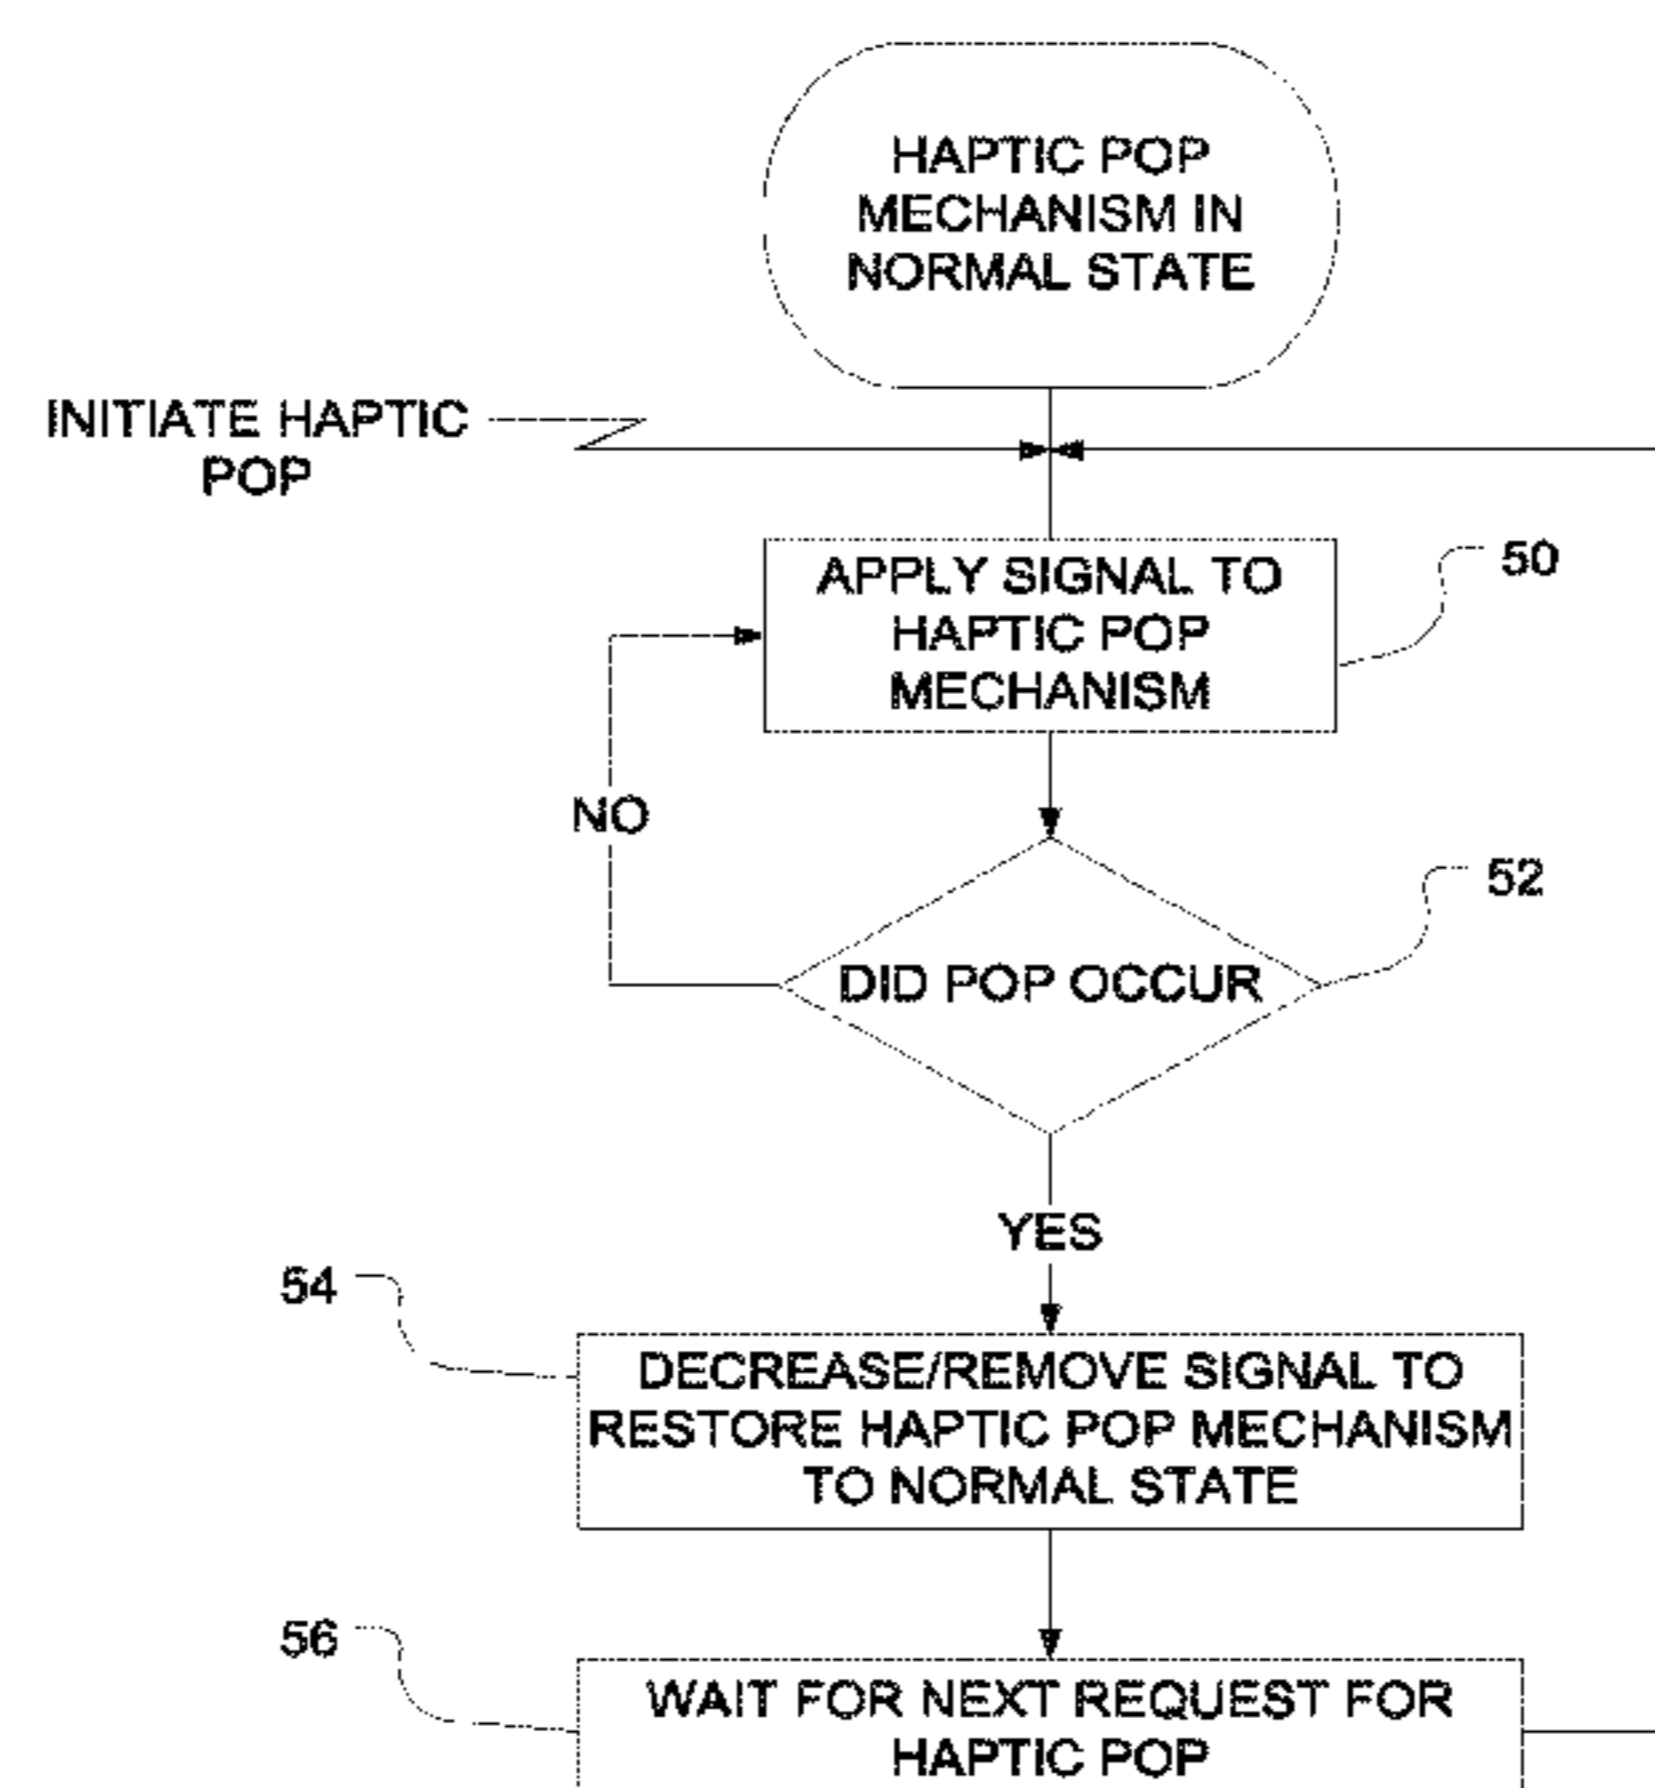 HAPTIC POP
MECHANISM IN
NORMAL STATE
INITIATE HAPTIC
POP
APPLY SIGNAL TO
HAPTIC POP
MECHANISM
50
NO
DID POP OCCUR
52
YES
54
DECREASE/REMOVE SIGNAL TO
RESTORE HAPTIC POP MECHANISM
TO NORMAL STATE
56
WAIT FOR NEXT REQUEST FOR
HAPTIC POP